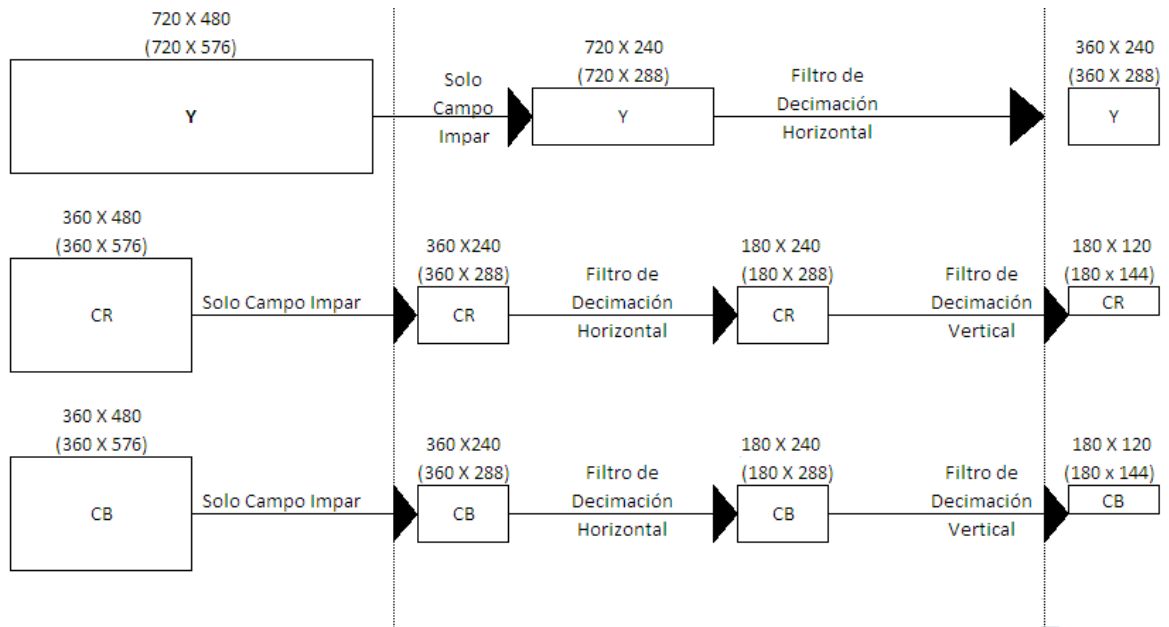 720 X 480
(720 X 576)
Y
Solo
Campo
Impar
720 X 240
(720 X 288)
Y
Filtro de
Decimación
Horizontal
360 X 240
(360 X 288)
Y
360 X 480
(360 X 576)
CR
Solo Campo Impar
360 X240
(360 X 288)
CR
Filtro de
Decimación
Horizontal
180 X 240
(180 X 288)
CR
Filtro de
Decimación
Vertical
180 X 120
(180 x 144)
CR
360 X 480
(360 X 576)
CB
Solo Campo Impar
360 X240
(360 X 288)
CB
Filtro de
Decimación
Horizontal
180 X 240
(180 X 288)
CB
Filtro de
Decimación
Vertical
180 X 120
(180 x 144)
CB